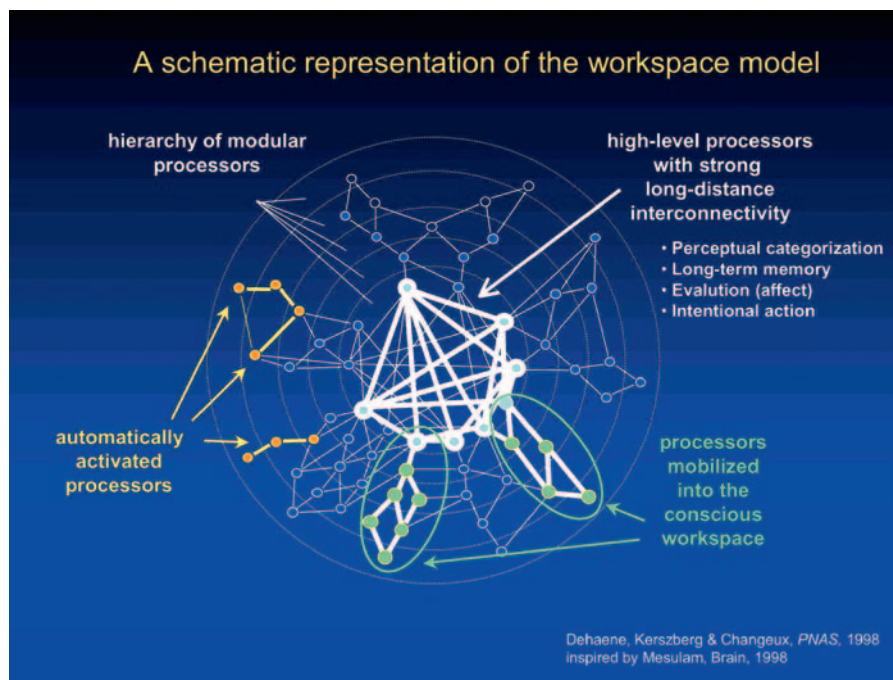 A schematic representation of the workspace model
hierarchy of modular
processors
high-level processors
with strong
long-distance
interconnectivity
• Perceptual categorization
• Long-term memory
• Evalution (affect)
• Intentional action
automatically
activated
processors
processors
mobilized
into the
conscious
workspace
Dehaene, Kerszberg & Changeux, PNAS, 1998
inspired by Mesulam, Brain, 1998